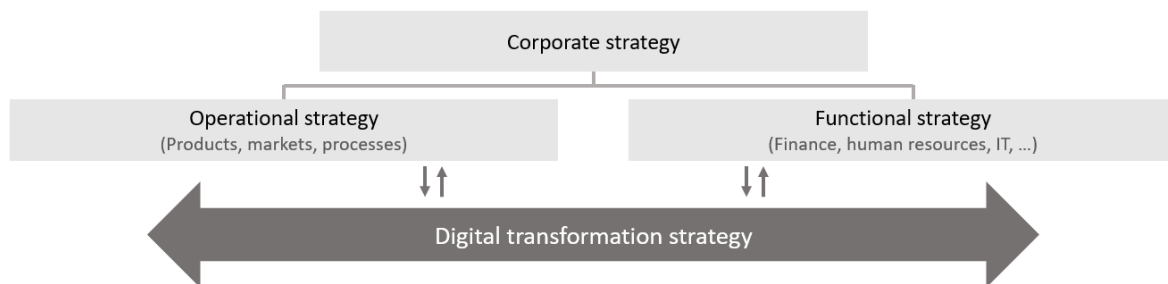 Corporate strategy
Operational strategy
(Products, markets, processes)
Functional strategy
(Finance, human resources, IT, ...)
Digital transformation strategy